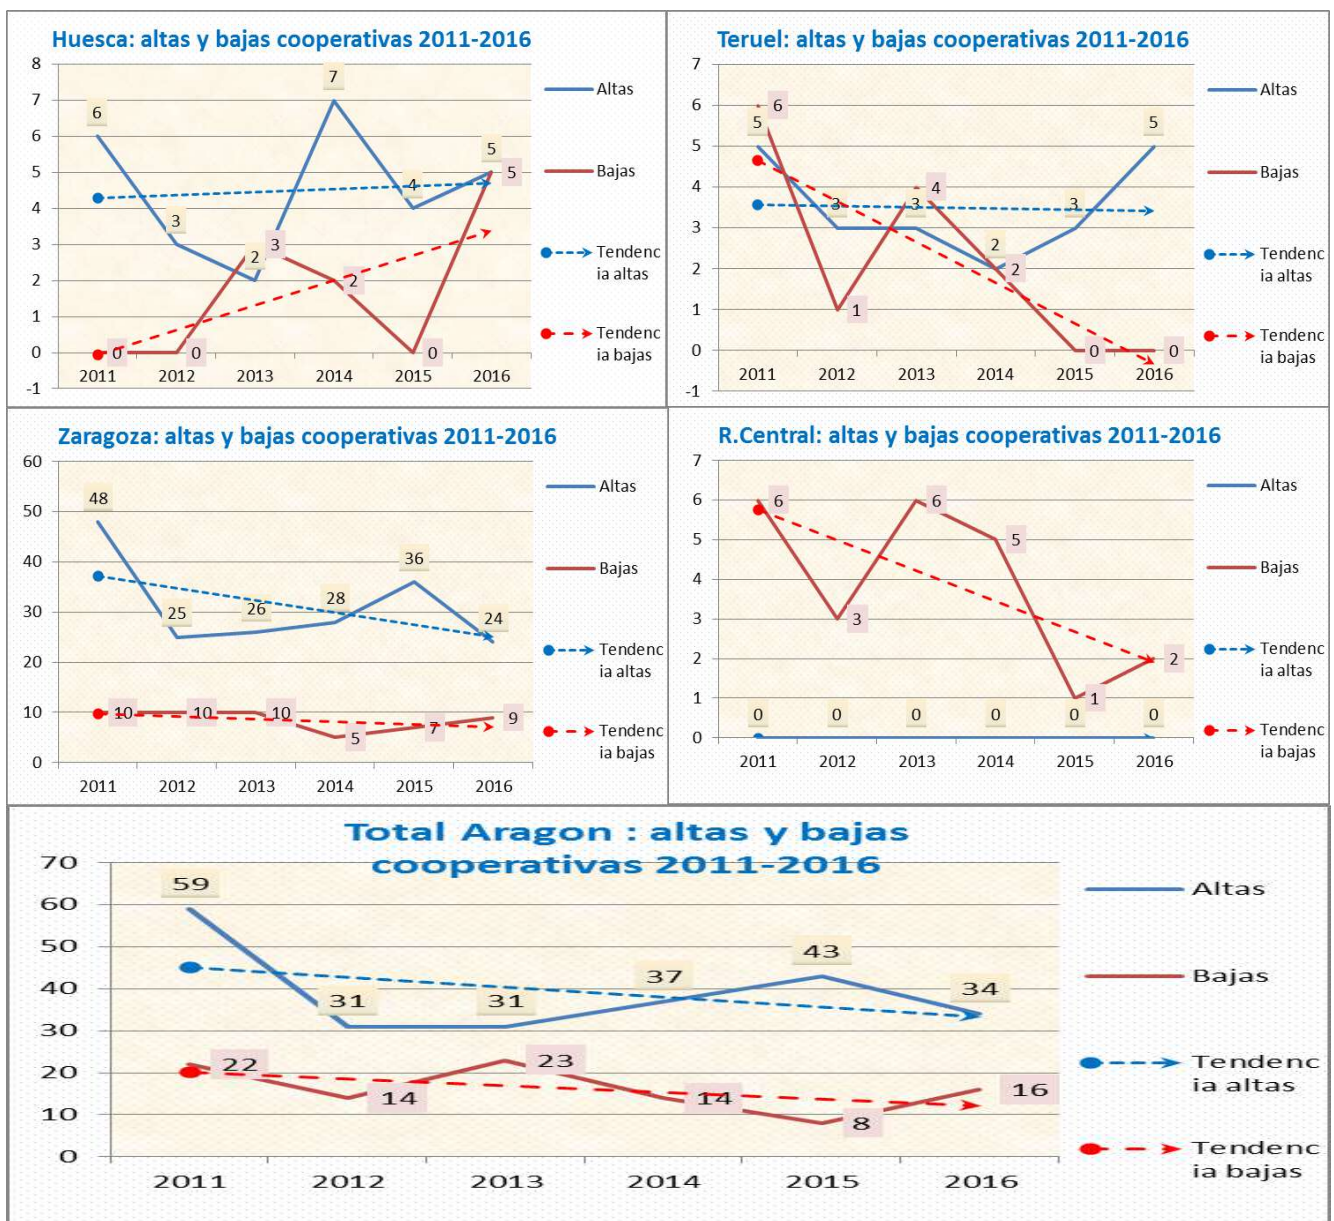 Huesca: altas y bajas cooperativas 2011-2016
8
7
6
5
4
3
2
1
0
-1
6
3
2
7
4
5
0
0
3
2
0
5
2011 2012 2013 2014 2015 2016
Altas
Bajas
Tendenc
ia altas
Tendenc
ia bajas
Teruel: altas y bajas cooperativas 2011-2016
7
6
5
4
3
2
1
0
-1
5
3
3
2
3
5
6
1
4
2
0
0
2011 2012 2013 2014 2015 2016
Altas
Bajas
Tendenc
ia altas
Tendenc
ia bajas
Zaragoza: altas y bajas cooperativas 2011-2016
60
50
40
30
20
10
0
48
25
26
28
36
24
10
10
10
5
7
9
2011 2012 2013 2014 2015 2016
Altas
Bajas
Tendenc
ia altas
Tendenc
ia bajas
R.Central: altas y bajas cooperativas 2011-2016
7
6
5
4
3
2
1
0
6
3
6
5
1
2
0 0 0 0 0 0
2011 2012 2013 2014 2015 2016
Altas
Bajas
Tendenc
ia altas
Tendenc
ia bajas
Total Aragon : altas y bajas
cooperativas 2011-2016
70
60
50
40
30
20
10
0
59
31
31
37
43
34
22
14
23
14
8
16
2011 2012 2013 2014 2015 2016
Altas
Bajas
Tendenc
ia altas
Tendenc
ia bajas